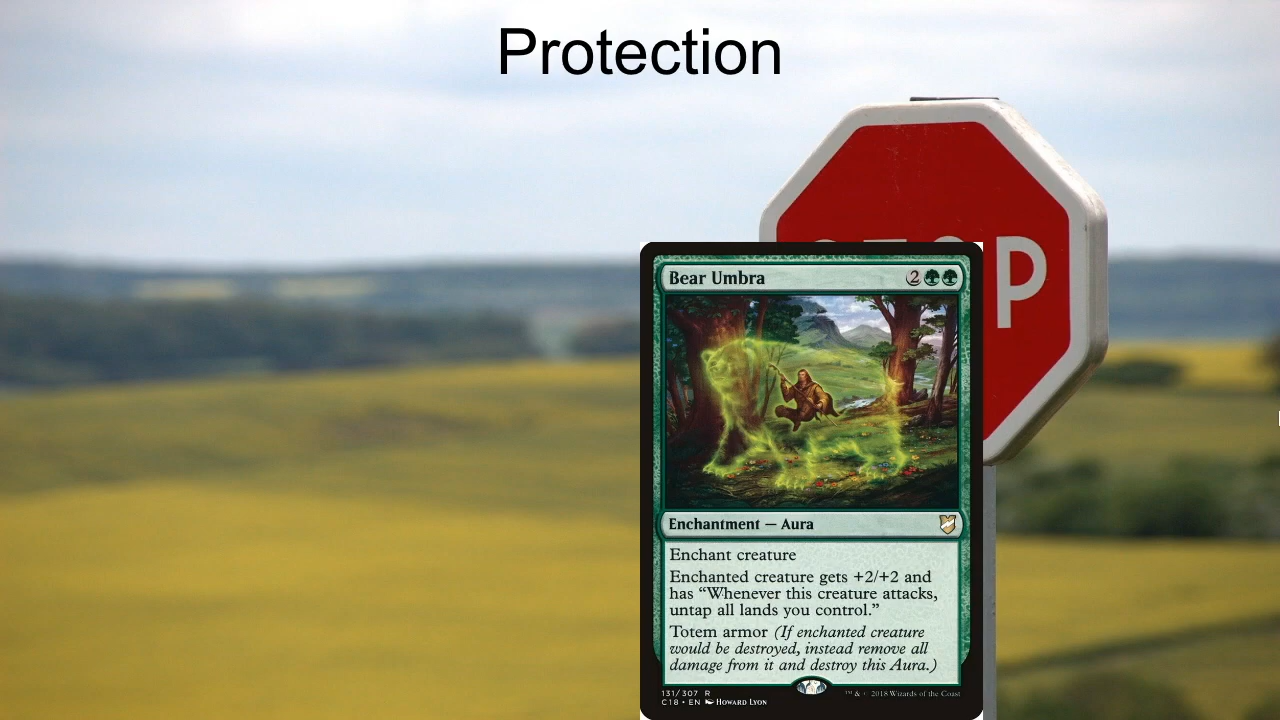 Protection
Bear Umbra 2
Enchantment — Aura
Enchant creature
Enchanted creature gets +2/+2 and
has “Whenever this creature attacks,
untap all lands you control.”
Totem armor (If enchanted creature
would be destroyed, instead remove all
damage from it and destroy this Aura.)
131/307 R
C18 • EN Howard Lyon
™ & © 2018 Wizards of the Coast